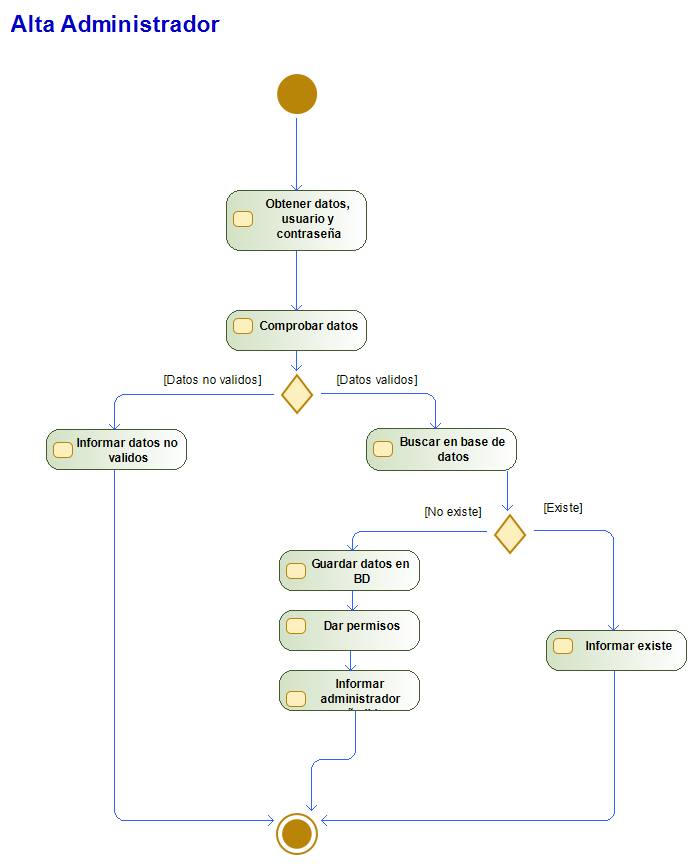 Alta Administrador
Obtener datos,
usuario y
contraseña
Comprobar datos
[Datos no validos]
[Datos validos]
Informar datos no
validos
Buscar en base de
datos
[No existe]
[Existe]
Guardar datos en
BD
Dar permisos
Informar existe
Informar
administrador